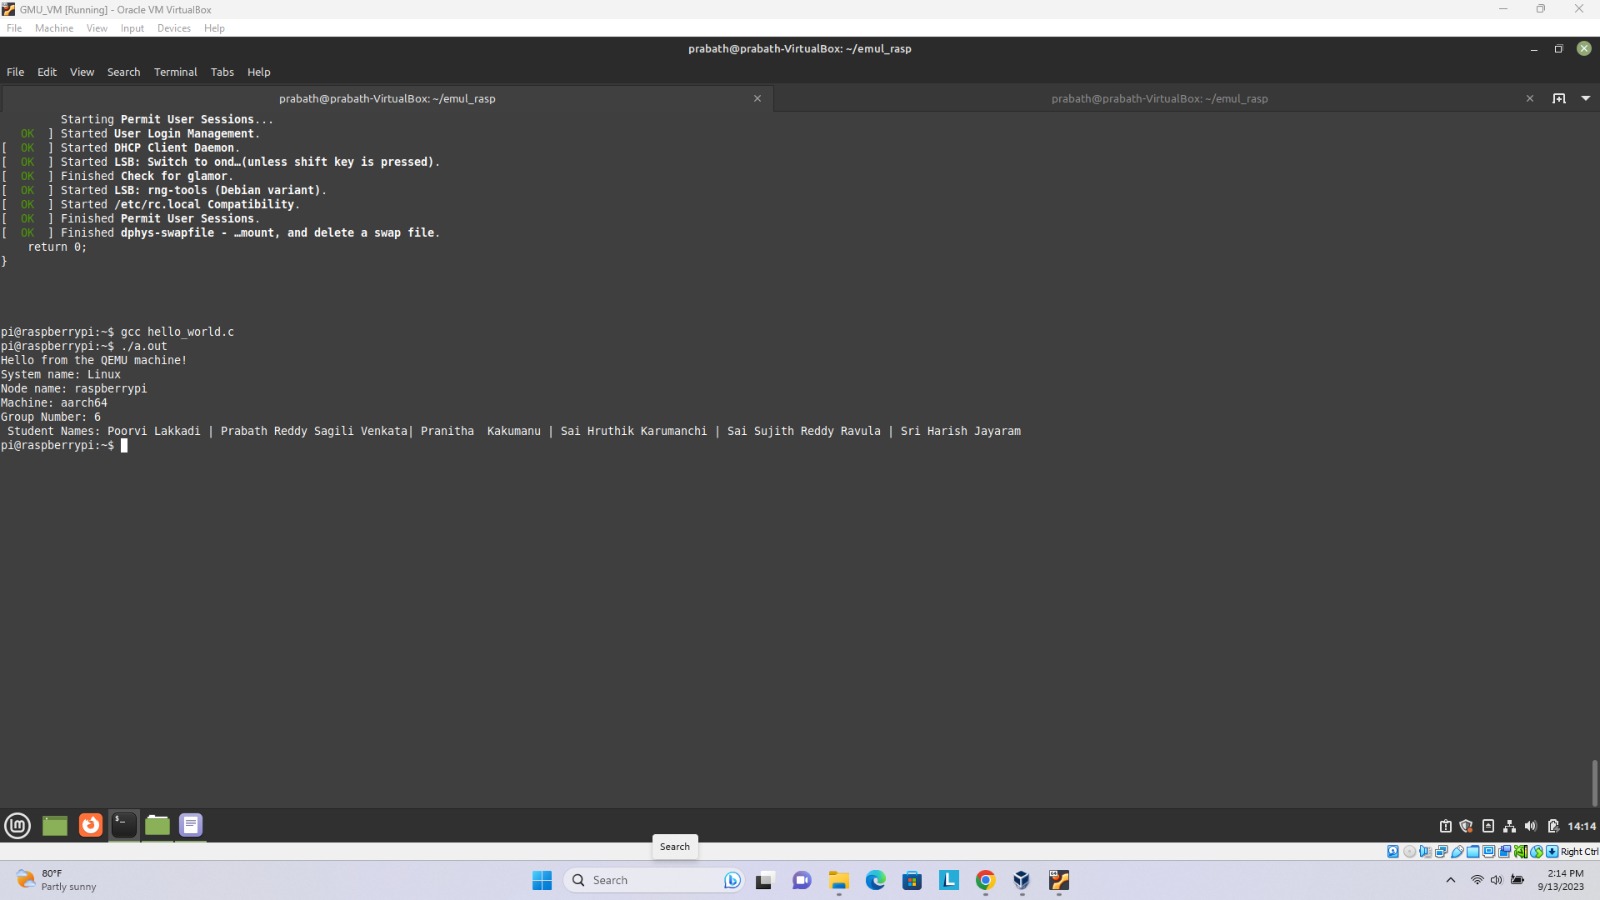 GMU_VM [Running] - Oracle VM VirtualBox
File Machine View Input Devices Help
prabath@prabath-VirtualBox: ~/emul_rasp
File Edit View Search Terminal Tabs Help
prabath@prabath-VirtualBox: ~/emul_rasp
prabath@prabath-VirtualBox: ~/emul_rasp
Starting Permit User Sessions...
OK ] Started User Login Management.
[ OK ] Started DHCP Client Daemon.
[ OK ] Started LSB: Switch to ond…(unless shift key is pressed).
[ OK ] Finished Check for glamor.
[ OK ] Started LSB: rng-tools (Debian variant).
[ OK ] Started /etc/rc.local Compatibility.
[ OK ] Finished Permit User Sessions.
[ OK ] Finished dphys-swapfile - …mount, and delete a swap file.
return 0;
}
pi@raspberrypi:~$ gcc hello_world.c
pi@raspberrypi:~$ ./a.out
Hello from the QEMU machine!
System name: Linux
Node name: raspberrypi
Machine: aarch64
Group Number: 6
Student Names: Poorvi Lakkadi | Prabath Reddy Sagili Venkata| Pranitha  Kakumanu | Sai Hruthik Karumanchi | Sai Sujith Reddy Ravula | Sri Harish Jayaram
pi@raspberrypi:~$
14:14
Search
Right Ctrl
80°F
Partly sunny
Search
2:14 PM
9/13/2023